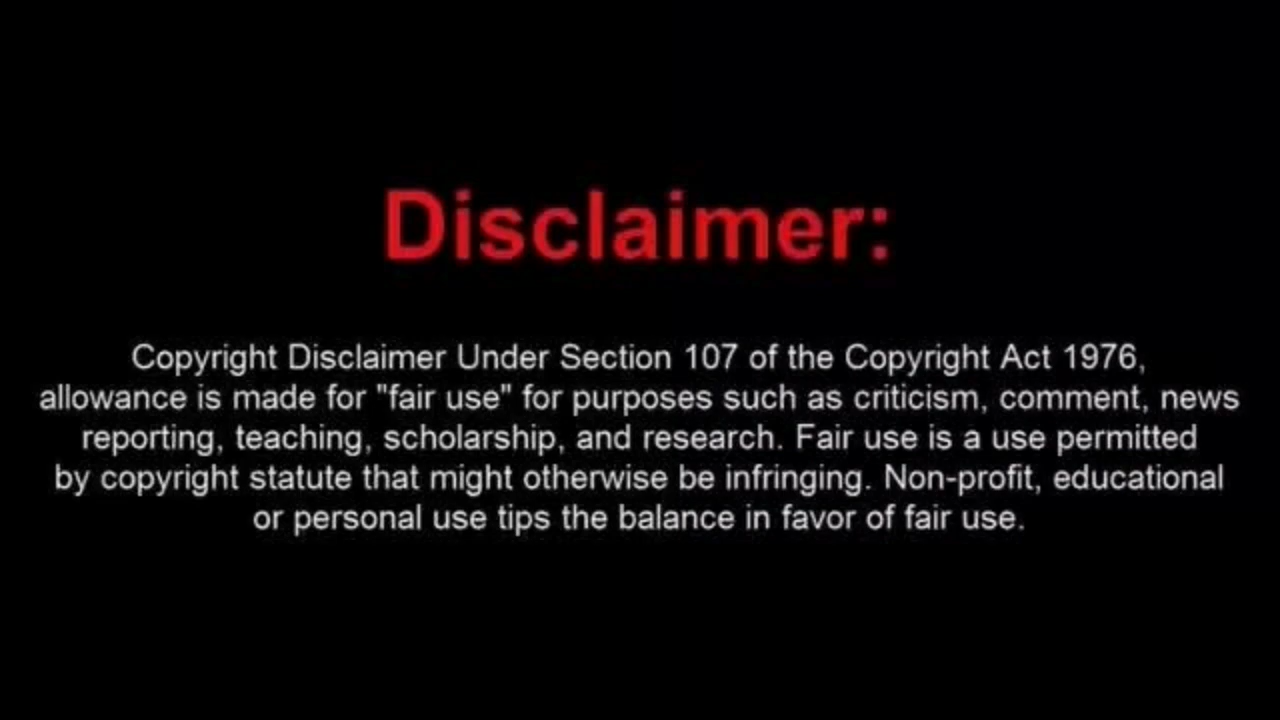 Disclaimer:
Copyright Disclaimer Under Section 107 of the Copyright Act 1976,
allowance is made for "fair use" for purposes such as criticism, comment, news
reporting, teaching, scholarship, and research. Fair use is a use permitted
by copyright statute that might otherwise be infringing. Non-profit, educational
or personal use tips the balance in favor of fair use.